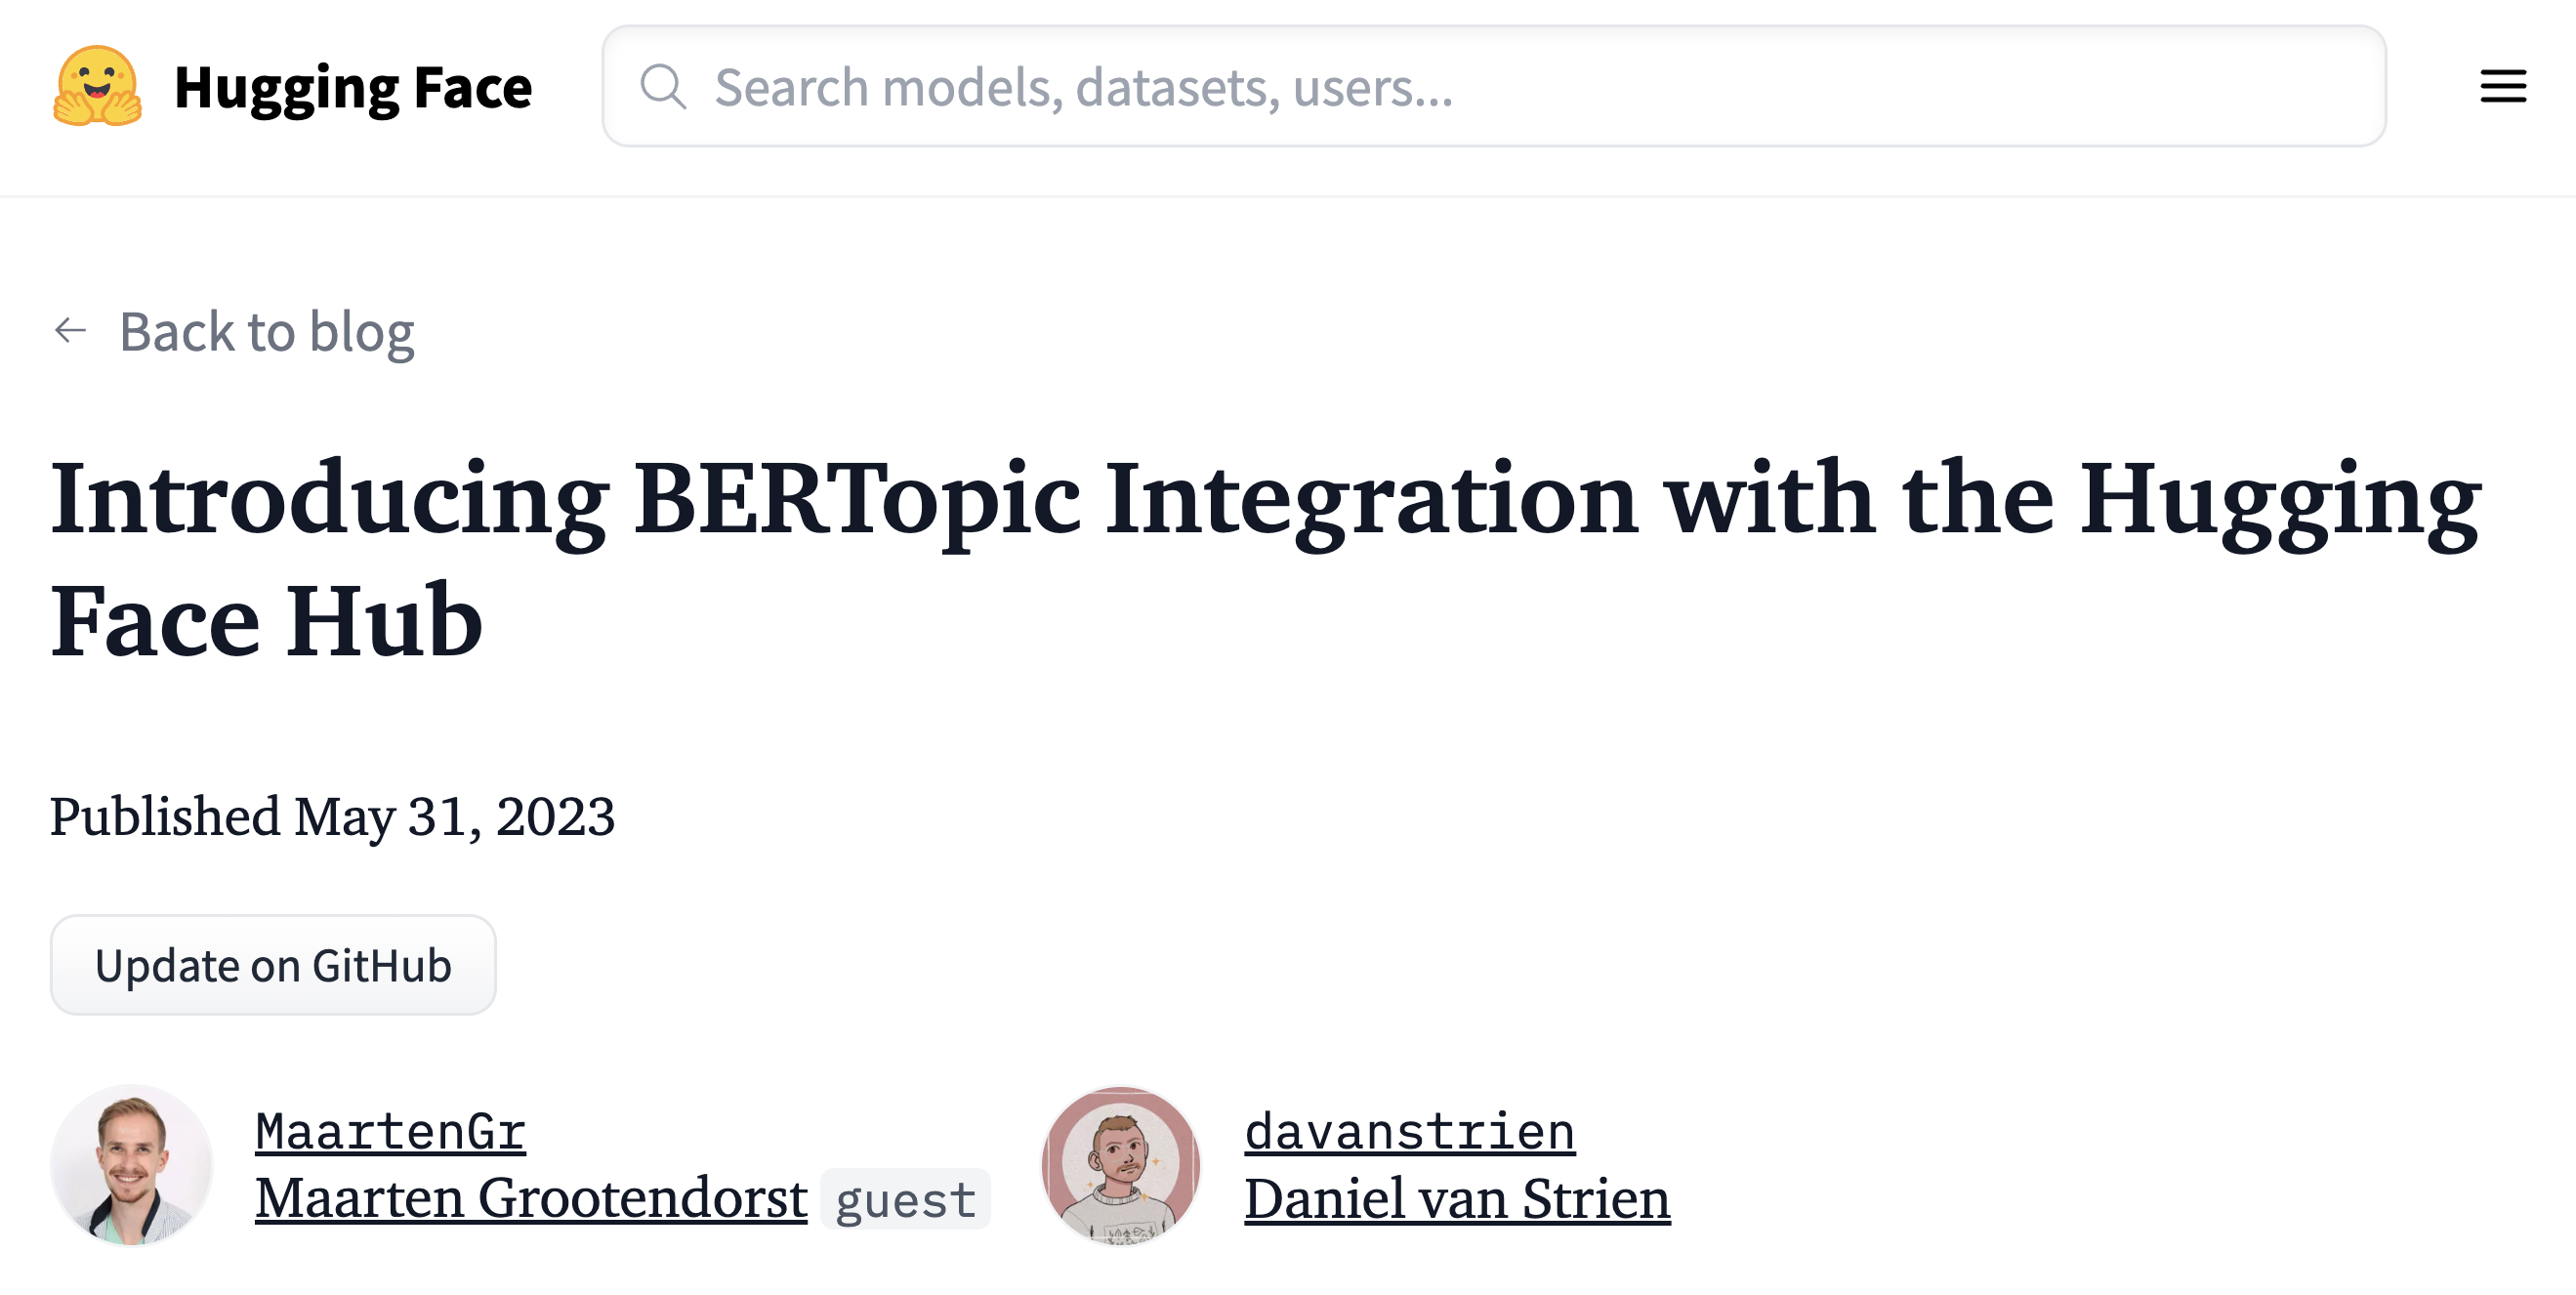 Hugging Face
Search models, datasets, users...
Back to blog
Introducing BERTopic Integration with the Hugging
Face Hub
Published May 31, 2023
Update on GitHub
MaartenGr
Maarten Grootendorst guest
davanstrien
Daniel van Strien